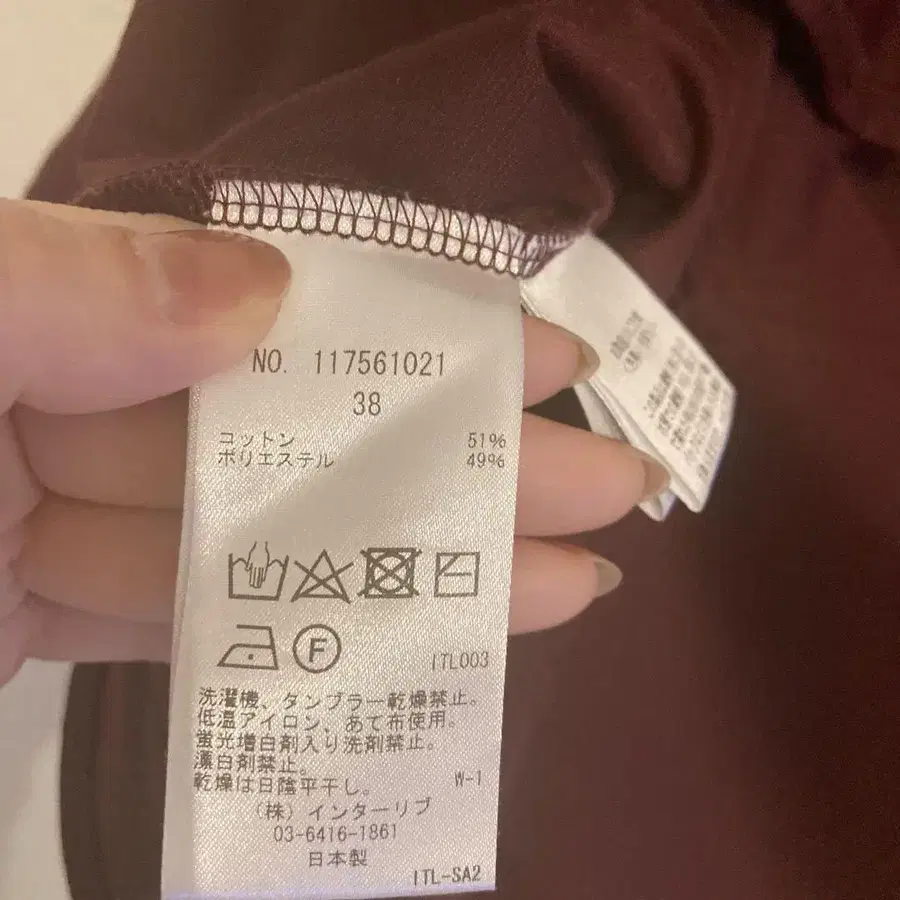 NO. 117561021
38
コットン 51%
ポリエステル 49%
F
ITL003
洗濯機、タンブラー乾燥禁止。
低温アイロン、あて布使用。
蛍光増白剤入り洗剤禁止。
漂白剤禁止。
乾燥は日陰平干し。
W-1
(株)インターリブ
03-6416-1861
日本製
ITL-SA2